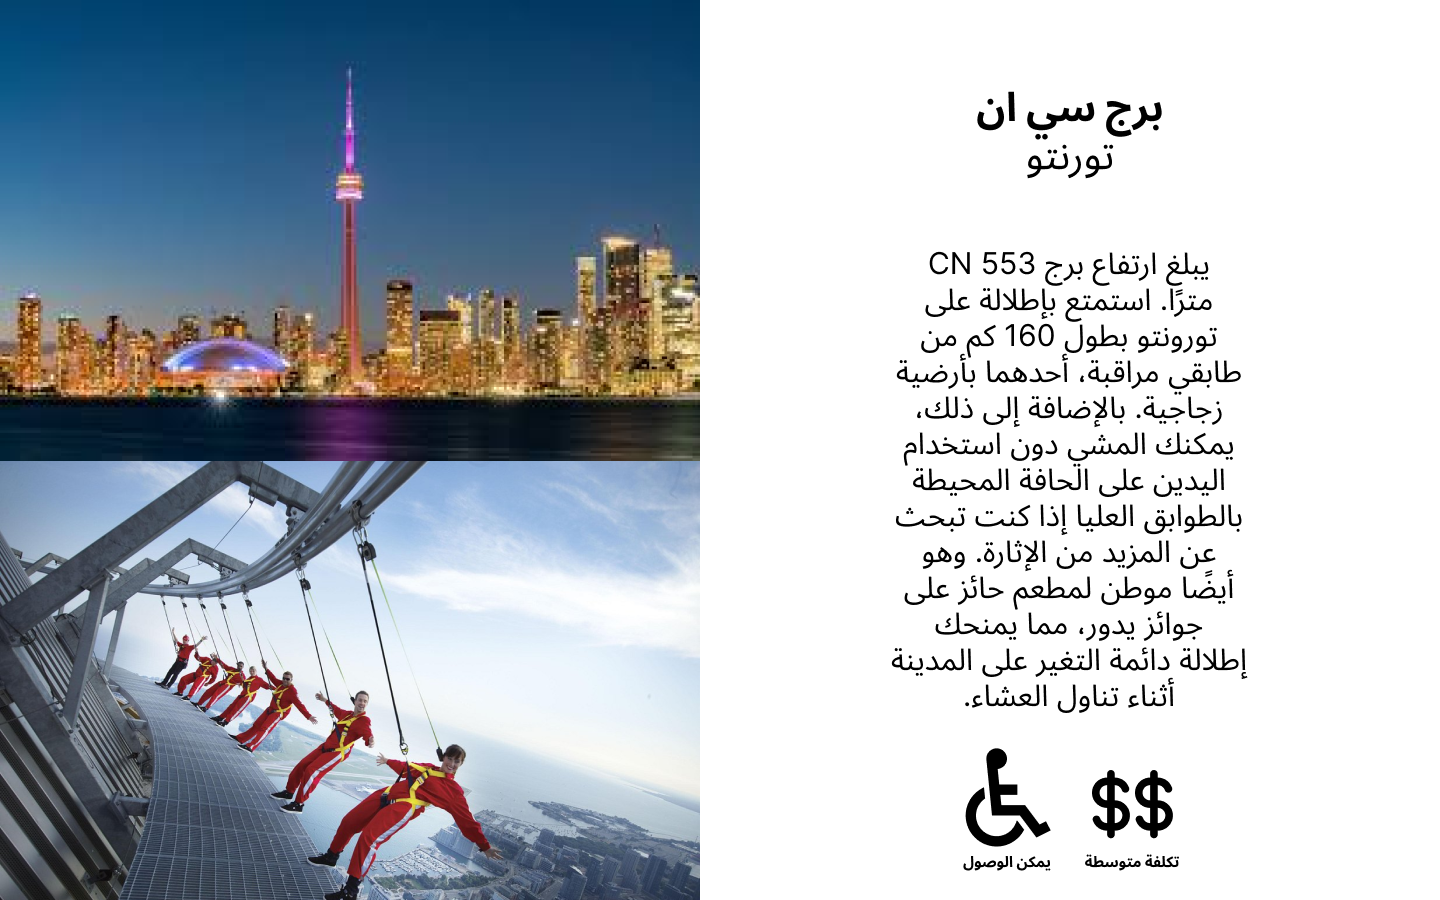 برج سي ان
تورنتو
يبلغ ارتفاع برج CN 553
مترًا. استمتع بإطلالة على
تورونتو بطول 160 كم من
طابقي مراقبة، أحدهما بأرضية
زجاجية. بالإضافة إلى ذلك،
يمكنك المشي دون استخدام
اليدين على الحافة المحيطة
بالطوابق العليا إذا كنت تبحث
عن المزيد من الإثارة. وهو
أيضًا موطن لمطعم حائز على
جوائز يدور، مما يمنحك
إطلالة دائمة التغير على المدينة
أثناء تناول العشاء.
$$
تكلفة متوسطة
يمكن الوصول